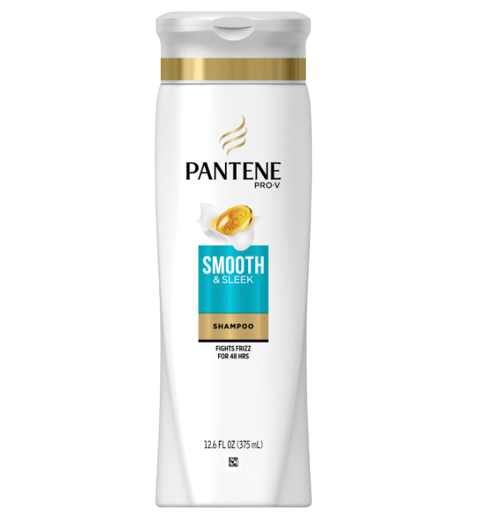 PANTENE
PRO-V
SMOOTH
& SLEEK
SHAMPOO
FIGHTS FRIZZ
FOR 48 HRS
12.6 FL OZ (375 mL)